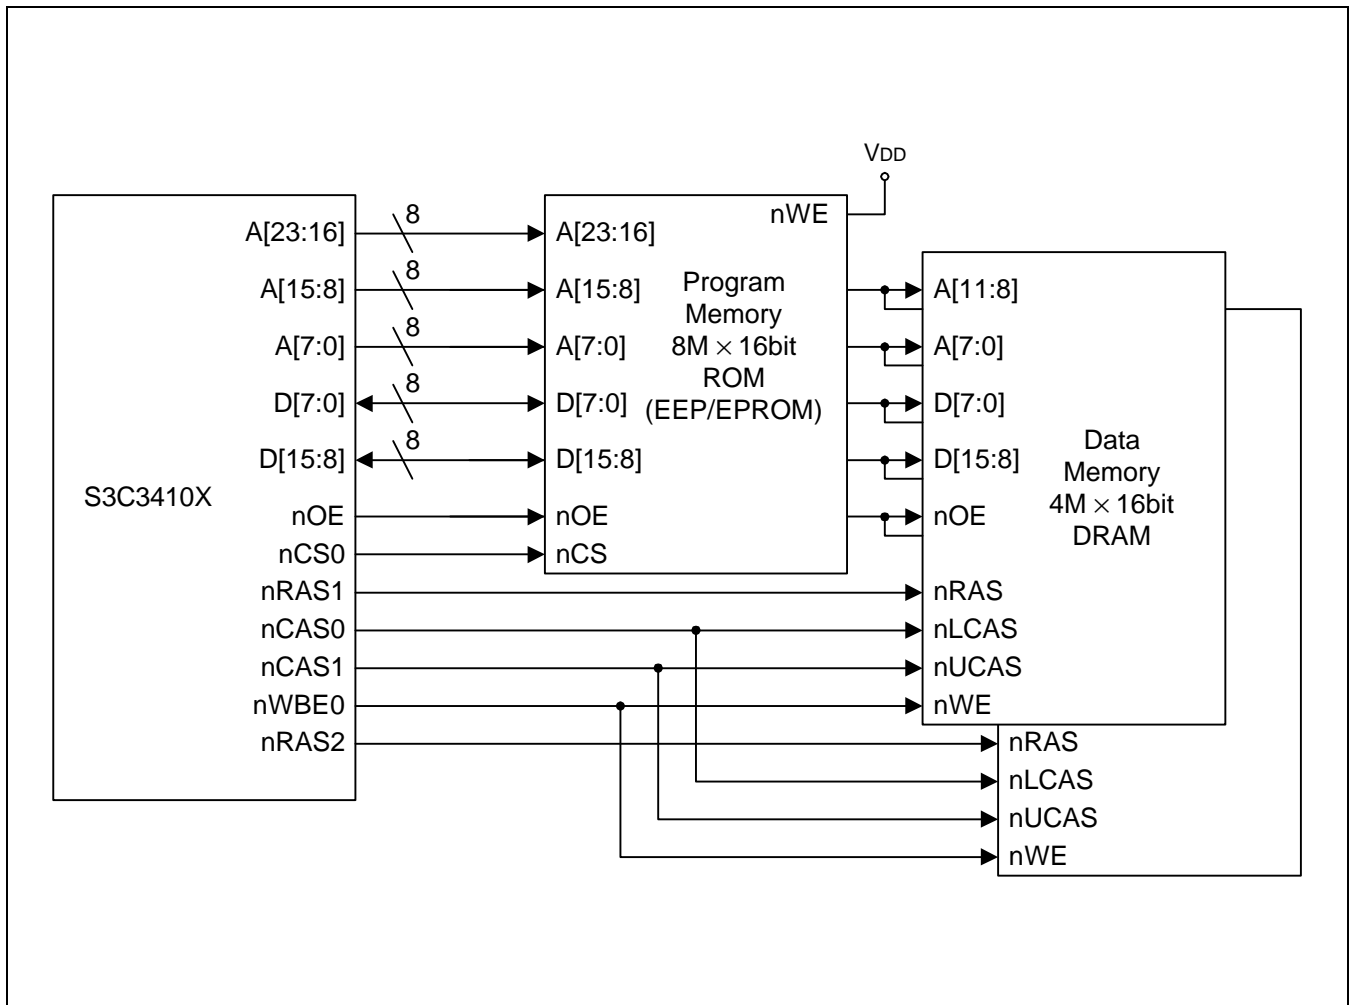 VDD
S3C3410X
A[23:16]
A[15:8]
A[7:0]
D[7:0]
D[15:8]
nOE
nCS0
nRAS1
nCAS0
nCAS1
nWBE0
nRAS2
8
8
8
8
8
nWE
A[23:16]
A[15:8]
A[7:0]
D[7:0]
D[15:8]
nOE
nCS
Program
Memory
8M × 16bit
ROM
(EEP/EPROM)
A[11:8]
A[7:0]
D[7:0]
D[15:8]
nOE
nRAS
nLCAS
nUCAS
nWE
Data
Memory
4M × 16bit
DRAM
nRAS
nLCAS
nUCAS
nWE